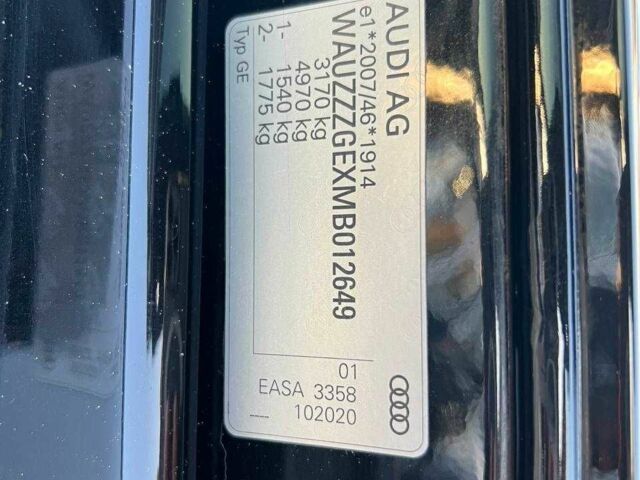 AUDI AG
e1*2007/46*1914
WAUZZZGEXMB012649
3170 kg
4970 kg
1- 1540 kg
2- 1775 kg
Typ GE
01
EASA 3358
102020
----